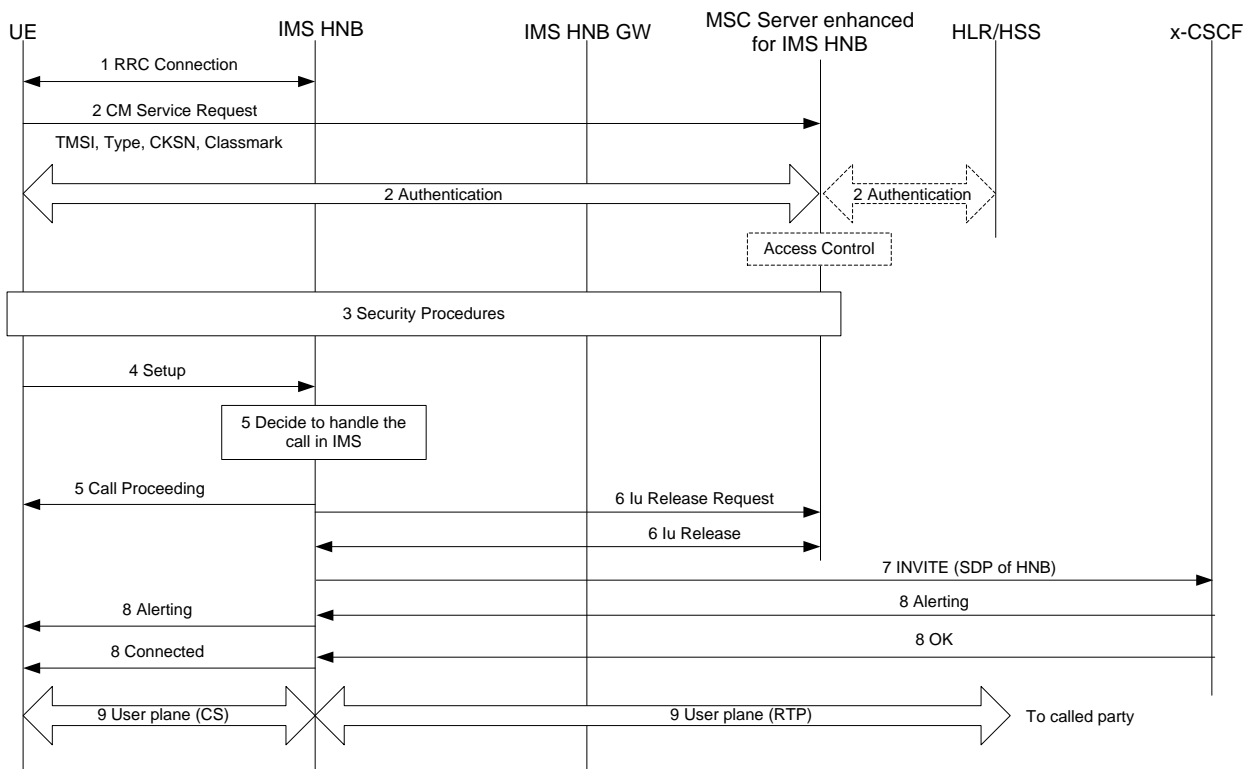 UE
IMS HNB
IMS HNB GW
MSC Server enhanced
for IMS HNB
HLR/HSS
x-CSCF
1 RRC Connection
2 CM Service Request
TMSI, Type, CKSN, Classmark
2 Authentication
2 Authentication
Access Control
3 Security Procedures
4 Setup
5 Decide to handle the
call in IMS
5 Call Proceeding
6 Iu Release Request
6 Iu Release
7 INVITE (SDP of HNB)
8 Alerting
8 Alerting
8 Connected
8 OK
9 User plane (CS)
9 User plane (RTP)
To called party